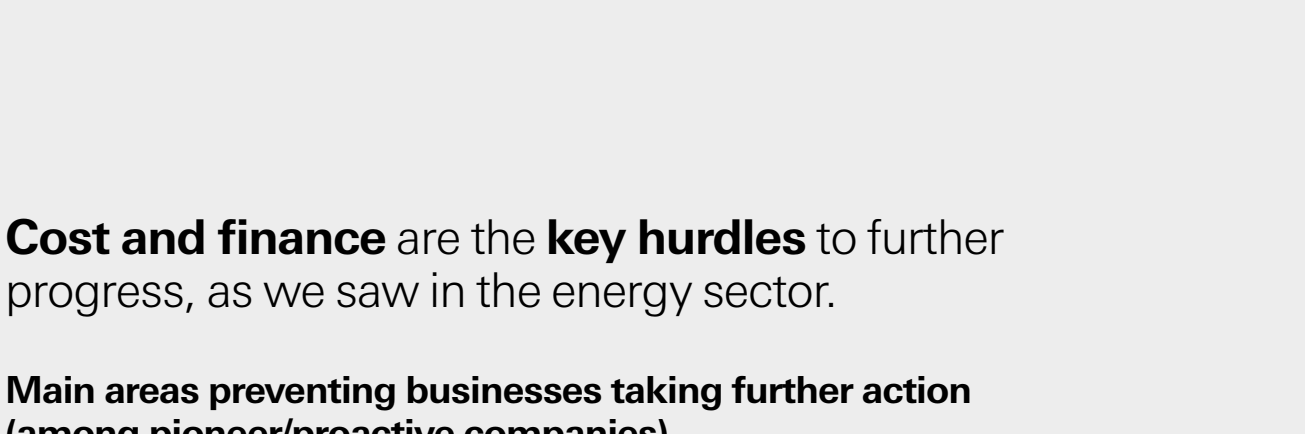 Cost and finance are the key hurdles to further
progress, as we saw in the energy sector.
Main areas preventing businesses taking further action
(among pioneer/proactive companies)